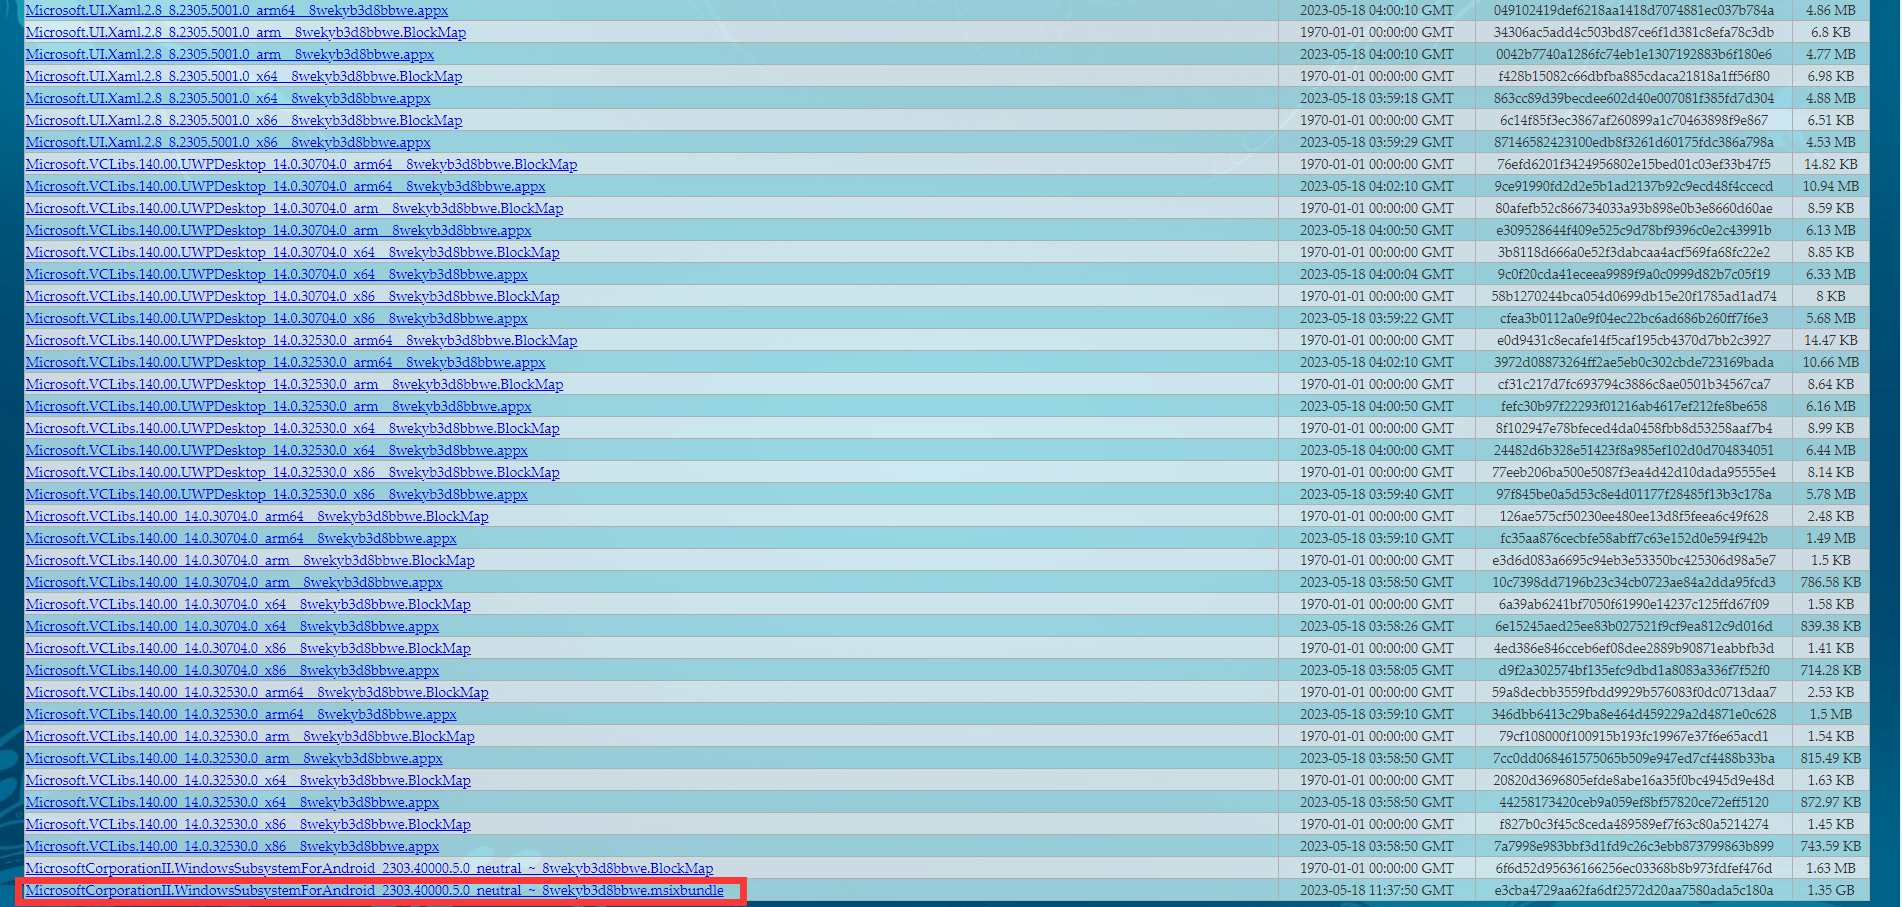 Microsoft.UI.Xaml.2.8_8.2305.5001.0_arm64__8wekyb3d8bbwe.appx 2023-05-18 04:00:10 GMT 049102419def6218aa1418d7074881ec037b784a 4.86 MB
Microsoft.UI.Xaml.2.8_8.2305.5001.0_arm__8wekyb3d8bbwe.BlockMap 1970-01-01 00:00:00 GMT 34306ac5add4c503bd87ce6f1d381c8efa78c3db 6.8 KB
Microsoft.UI.Xaml.2.8_8.2305.5001.0_arm__8wekyb3d8bbwe.appx 2023-05-18 04:00:10 GMT 0042b7740a1286fc74eb1e1307192883b6f180e6 4.77 MB
Microsoft.UI.Xaml.2.8_8.2305.5001.0_x64__8wekyb3d8bbwe.BlockMap 1970-01-01 00:00:00 GMT f428b15082c66dbfba885cdaca21818a1ff56f80 6.98 KB
Microsoft.UI.Xaml.2.8_8.2305.5001.0_x64__8wekyb3d8bbwe.appx 2023-05-18 03:59:18 GMT 863cc89d39becdee602d40e007081f385fd7d304 4.88 MB
Microsoft.UI.Xaml.2.8_8.2305.5001.0_x86__8wekyb3d8bbwe.BlockMap 1970-01-01 00:00:00 GMT 6c14f85f3ec3867af260899a1c70463898f9e867 6.51 KB
Microsoft.UI.Xaml.2.8_8.2305.5001.0_x86__8wekyb3d8bbwe.appx 2023-05-18 03:59:29 GMT 87146582423100edb8f3261d60175fdc386a798a 4.53 MB
Microsoft.VCLibs.140.00.UWPDesktop_14.0.30704.0_arm64__8wekyb3d8bbwe.BlockMap 1970-01-01 00:00:00 GMT 76efd6201f3424956802e15bed01c03ef33b47f5 14.82 KB
Microsoft.VCLibs.140.00.UWPDesktop_14.0.30704.0_arm64__8wekyb3d8bbwe.appx 2023-05-18 04:02:10 GMT 9ce91990fd2d2e5b1ad2137b92c9ecd48f4ccecd 10.94 MB
Microsoft.VCLibs.140.00.UWPDesktop_14.0.30704.0_arm__8wekyb3d8bbwe.BlockMap 1970-01-01 00:00:00 GMT 80afefb52c866734033a93b898e0b3e8660d60ae 8.59 KB
Microsoft.VCLibs.140.00.UWPDesktop_14.0.30704.0_arm__8wekyb3d8bbwe.appx 2023-05-18 04:00:50 GMT e309528644f409e525c9d78bf9396c0e2c43991b 6.13 MB
Microsoft.VCLibs.140.00.UWPDesktop_14.0.30704.0_x64__8wekyb3d8bbwe.BlockMap 1970-01-01 00:00:00 GMT 3b8118d666a0e52f3dabcaa4acf569fa68fc22e2 8.85 KB
Microsoft.VCLibs.140.00.UWPDesktop_14.0.30704.0_x64__8wekyb3d8bbwe.appx 2023-05-18 04:00:04 GMT 9c0f20cda41eceea9989f9a0c0999d82b7c05f19 6.33 MB
Microsoft.VCLibs.140.00.UWPDesktop_14.0.30704.0_x86__8wekyb3d8bbwe.BlockMap 1970-01-01 00:00:00 GMT 58b1270244bca054d0699db15e20f1785ad1ad74 8 KB
Microsoft.VCLibs.140.00.UWPDesktop_14.0.30704.0_x86__8wekyb3d8bbwe.appx 2023-05-18 03:59:22 GMT cfea3b0112a0e9f04ec22bc6ad686b260ff7f6e3 5.68 MB
Microsoft.VCLibs.140.00.UWPDesktop_14.0.32530.0_arm64__8wekyb3d8bbwe.BlockMap 1970-01-01 00:00:00 GMT e0d9431c8ecafe14f5caf195cb4370d7bb2c3927 14.47 KB
Microsoft.VCLibs.140.00.UWPDesktop_14.0.32530.0_arm64__8wekyb3d8bbwe.appx 2023-05-18 04:02:10 GMT 3972d08873264ff2ae5eb0c302cbde723169bada 10.66 MB
Microsoft.VCLibs.140.00.UWPDesktop_14.0.32530.0_arm__8wekyb3d8bbwe.BlockMap 1970-01-01 00:00:00 GMT cf31c217d7fc693794c3886c8ae0501b34567ca7 8.64 KB
Microsoft.VCLibs.140.00.UWPDesktop_14.0.32530.0_arm__8wekyb3d8bbwe.appx 2023-05-18 04:00:50 GMT fefc30b97f22293f01216ab4617ef212fe8be658 6.16 MB
Microsoft.VCLibs.140.00.UWPDesktop_14.0.32530.0_x64__8wekyb3d8bbwe.BlockMap 1970-01-01 00:00:00 GMT 8f102947e78bfeced4da0458fbb8d53258aaf7b4 8.99 KB
Microsoft.VCLibs.140.00.UWPDesktop_14.0.32530.0_x64__8wekyb3d8bbwe.appx 2023-05-18 04:00:00 GMT 24482d6b328e51423f8a985ef102d0d704834051 6.44 MB
Microsoft.VCLibs.140.00.UWPDesktop_14.0.32530.0_x86__8wekyb3d8bbwe.BlockMap 1970-01-01 00:00:00 GMT 77eeb206ba500e5087f3ea4d42d10dada95555e4 8.14 KB
Microsoft.VCLibs.140.00.UWPDesktop_14.0.32530.0_x86__8wekyb3d8bbwe.appx 2023-05-18 03:59:40 GMT 97f845be0a5d53c8e4d01177f28485f13b3c178a 5.78 MB
Microsoft.VCLibs.140.00_14.0.30704.0_arm64__8wekyb3d8bbwe.BlockMap 1970-01-01 00:00:00 GMT 126ae575cf50230ee480ee13d8f5feea6c49f628 2.48 KB
Microsoft.VCLibs.140.00_14.0.30704.0_arm64__8wekyb3d8bbwe.appx 2023-05-18 03:59:10 GMT fc35aa876cecbfe58abff7c63e152d0e594f942b 1.49 MB
Microsoft.VCLibs.140.00_14.0.30704.0_arm__8wekyb3d8bbwe.BlockMap 1970-01-01 00:00:00 GMT e3d6d083a6695c94eb3e53350bc425306d98a5e7 1.5 KB
Microsoft.VCLibs.140.00_14.0.30704.0_arm__8wekyb3d8bbwe.appx 2023-05-18 03:58:50 GMT 10c7398dd7196b23c34cb0723ae84a2dda95fcd3 786.58 KB
Microsoft.VCLibs.140.00_14.0.30704.0_x64__8wekyb3d8bbwe.BlockMap 1970-01-01 00:00:00 GMT 6a39ab6241bf7050f61990e14237c125ffd67f09 1.58 KB
Microsoft.VCLibs.140.00_14.0.30704.0_x64__8wekyb3d8bbwe.appx 2023-05-18 03:58:26 GMT 6e15245aed25ee83b027521f9cf9ea812c9d016d 839.38 KB
Microsoft.VCLibs.140.00_14.0.30704.0_x86__8wekyb3d8bbwe.BlockMap 1970-01-01 00:00:00 GMT 4ed386e846cceb6ef08dee2889b90871eabbfb3d 1.41 KB
Microsoft.VCLibs.140.00_14.0.30704.0_x86__8wekyb3d8bbwe.appx 2023-05-18 03:58:05 GMT d9f2a302574bf135efc9dbd1a8083a336f7f52f0 714.28 KB
Microsoft.VCLibs.140.00_14.0.32530.0_arm64__8wekyb3d8bbwe.BlockMap 1970-01-01 00:00:00 GMT 59a8decbb3559fbdd9929b576083f0dc0713daa7 2.53 KB
Microsoft.VCLibs.140.00_14.0.32530.0_arm64__8wekyb3d8bbwe.appx 2023-05-18 03:59:10 GMT 346dbb6413c29ba8e464d459229a2d4871e0c628 1.5 MB
Microsoft.VCLibs.140.00_14.0.32530.0_arm__8wekyb3d8bbwe.BlockMap 1970-01-01 00:00:00 GMT 79cf108000f100915b193fc19967e37f6e65acd1 1.54 KB
Microsoft.VCLibs.140.00_14.0.32530.0_arm__8wekyb3d8bbwe.appx 2023-05-18 03:58:50 GMT 7cc0dd068461575065b509e947ed7cf4488b33ba 815.49 KB
Microsoft.VCLibs.140.00_14.0.32530.0_x64__8wekyb3d8bbwe.BlockMap 1970-01-01 00:00:00 GMT 20820d3696805efde8abe16a35f0bc4945d9e48d 1.63 KB
Microsoft.VCLibs.140.00_14.0.32530.0_x64__8wekyb3d8bbwe.appx 2023-05-18 03:58:50 GMT 44258173420ceb9a059ef8bf57820ce72eff5120 872.97 KB
Microsoft.VCLibs.140.00_14.0.32530.0_x86__8wekyb3d8bbwe.BlockMap 1970-01-01 00:00:00 GMT f827b0c3f45c8ceda489589ef7f63c80a5214274 1.45 KB
Microsoft.VCLibs.140.00_14.0.32530.0_x86__8wekyb3d8bbwe.appx 2023-05-18 03:58:50 GMT 7a7998e983bbf3d1fd9c26c3ebb873799863b899 743.59 KB
MicrosoftCorporationII.WindowsSubsystemForAndroid_2303.40000.5.0_neutral_~_8wekyb3d8bbwe.BlockMap 1970-01-01 00:00:00 GMT 6f6d52d95636166256ec03368b8b973fdfef476d 1.63 MB
MicrosoftCorporationII.WindowsSubsystemForAndroid_2303.40000.5.0_neutral_~_8wekyb3d8bbwe.msixbundle 2023-05-18 11:37:50 GMT e3cba4729aa62fa6df2572d20aa7580ada5c180a 1.35 GB